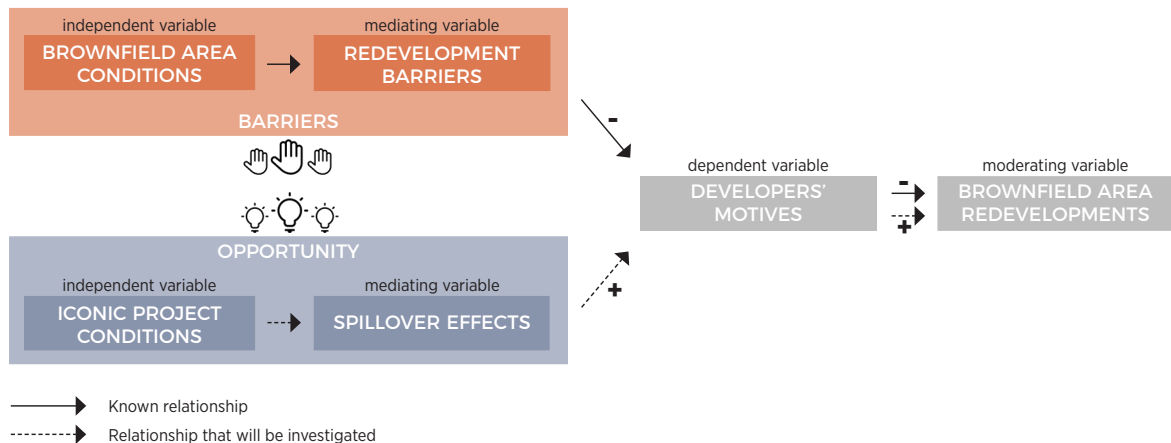 independent variable
BROWNFIELD AREA
CONDITIONS
mediating variable
REDEVELOPMENT
BARRIERS
BARRIERS
-
dependent variable
DEVELOPERS'
MOTIVES
-
+
moderating variable
BROWNFIELD AREA
REDEVELOPMENTS
OPPORTUNITY
independent variable
ICONIC PROJECT
CONDITIONS
mediating variable
SPILLOVER EFFECTS
+
Known relationship
Relationship that will be investigated